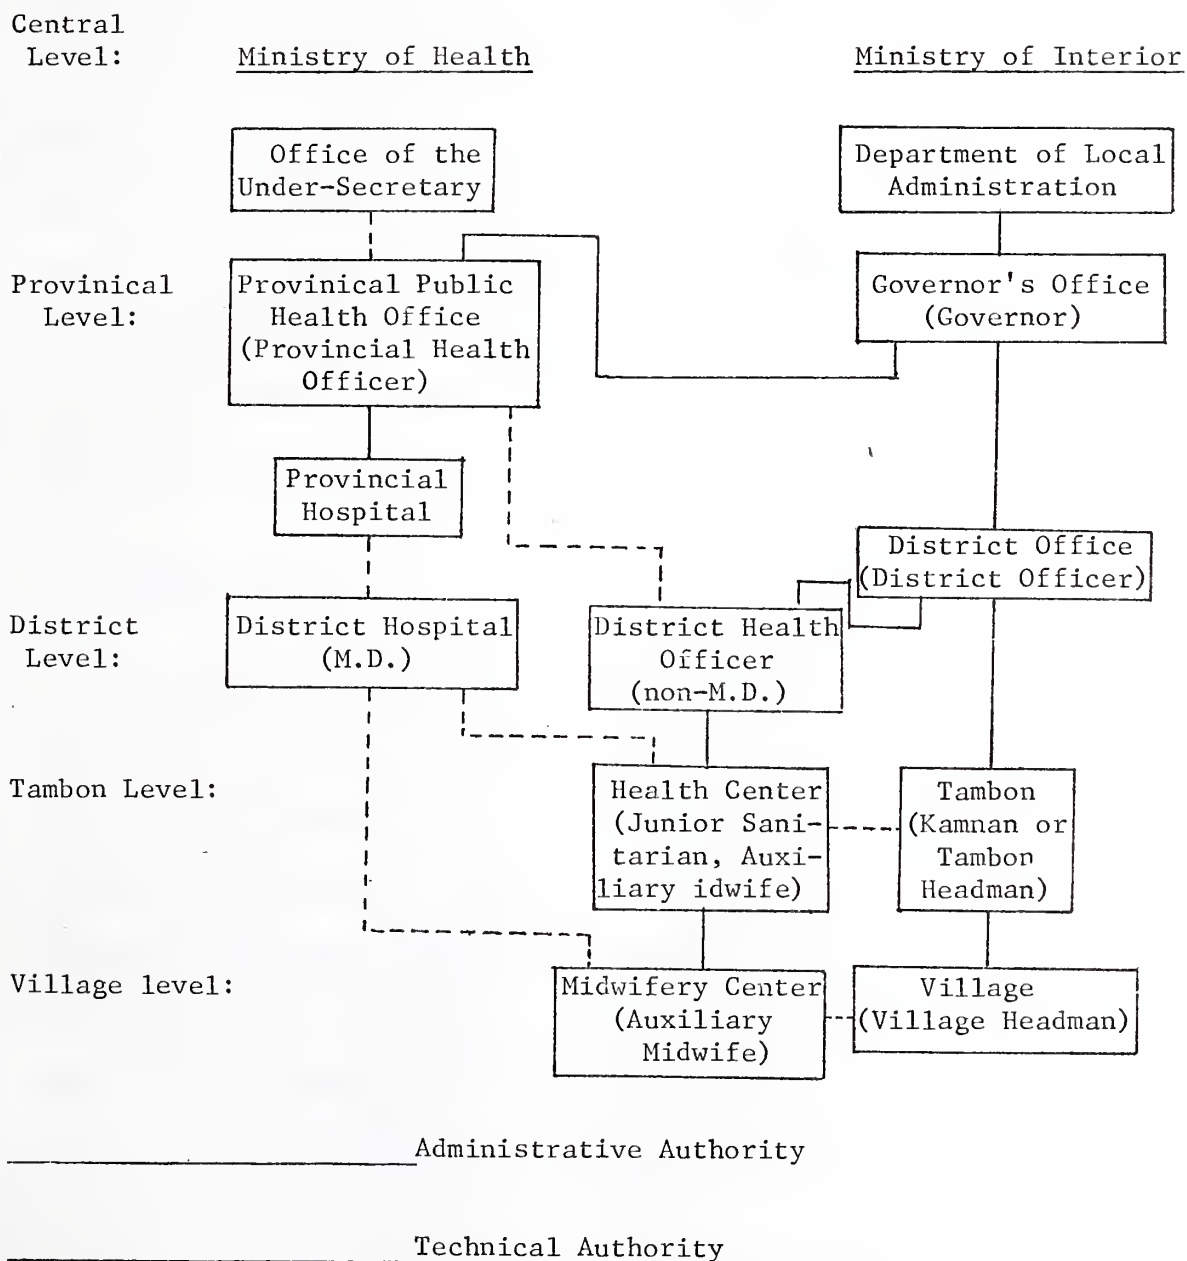 Central
Level:
Ministry of Health
Ministry of Interior
Office of the
Under-Secretary
Department of Local
Administration
Provinical
Level:
Provinical Public
Health Office
(Provincial Health
Officer)
Governor's Office
(Governor)
Provincial
Hospital
District Office
(District Officer)
District
Level:
District Hospital
(M.D.)
District Health
Officer
(non-M.D.)
Tambon Level:
Health Center
(Junior Sani-
tarian, Auxi-
liary idwife)
Tambon
(Kamnan or
Tambon
Headman)
Village level:
Midwifery Center
(Auxiliary
Midwife)
Village
(Village Headman)
Administrative Authority
Technical Authority